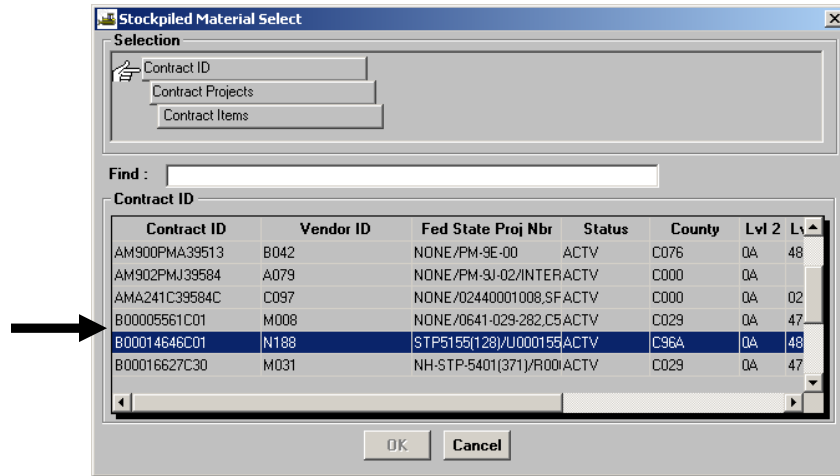 Stockpiled Material Select
Selection
Contract ID
Contract Projects
Contract Items
Find :
Contract ID
Contract ID Vendor ID Fed State Proj Nbr Status County Lvl 2 Lv
AM900PMA39513 B042 NONE/PM-9E-00 ACTV C076 0A 48
AM902PMJ39584 A079 NONE/PM-9J-02/INTER ACTV C000 0A
AMA241C39584C C097 NONE/02440001008,SF ACTV C000 0A 02
B00005561C01 M008 NONE/0641-029-282,C5 ACTV C029 0A 47
B00014646C01 N188 STP5155(128)/U000155 ACTV C96A 0A 48
B00016627C30 M031 NH-STP-5401(371)/R00 ACTV C029 0A 47
OK Cancel